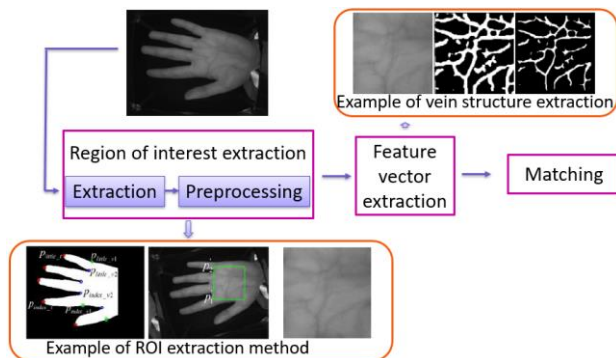 Example of vein structure extraction
Region of interest extraction
Extraction
Preprocessing
Feature
vector
extraction
Matching
Example of ROI extraction method